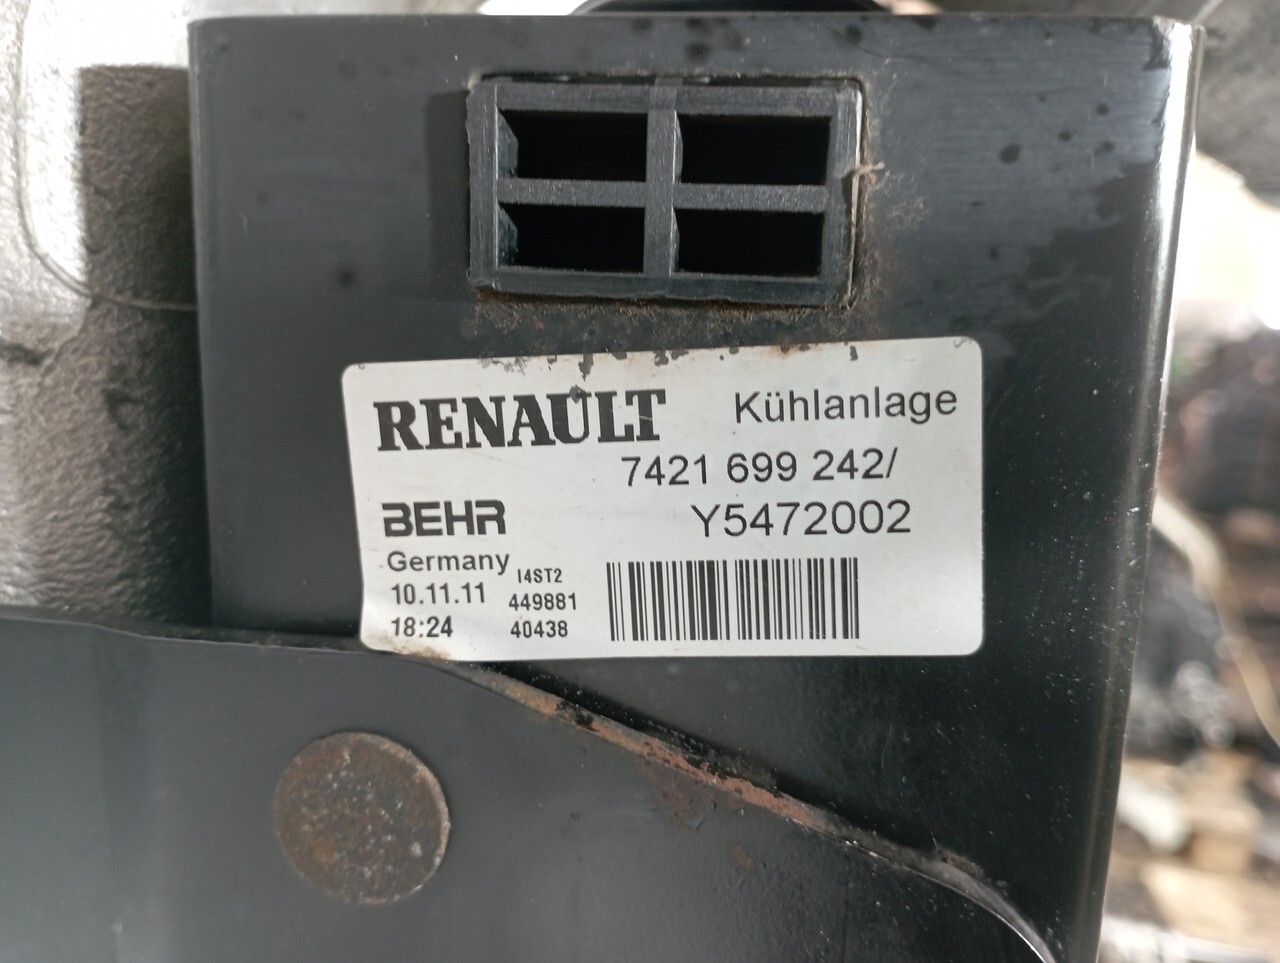 RENAULT Kühlanlage
7421 699 242/
BEHR Y5472002
Germany I4ST2
10.11.11 449881
18:24 40438